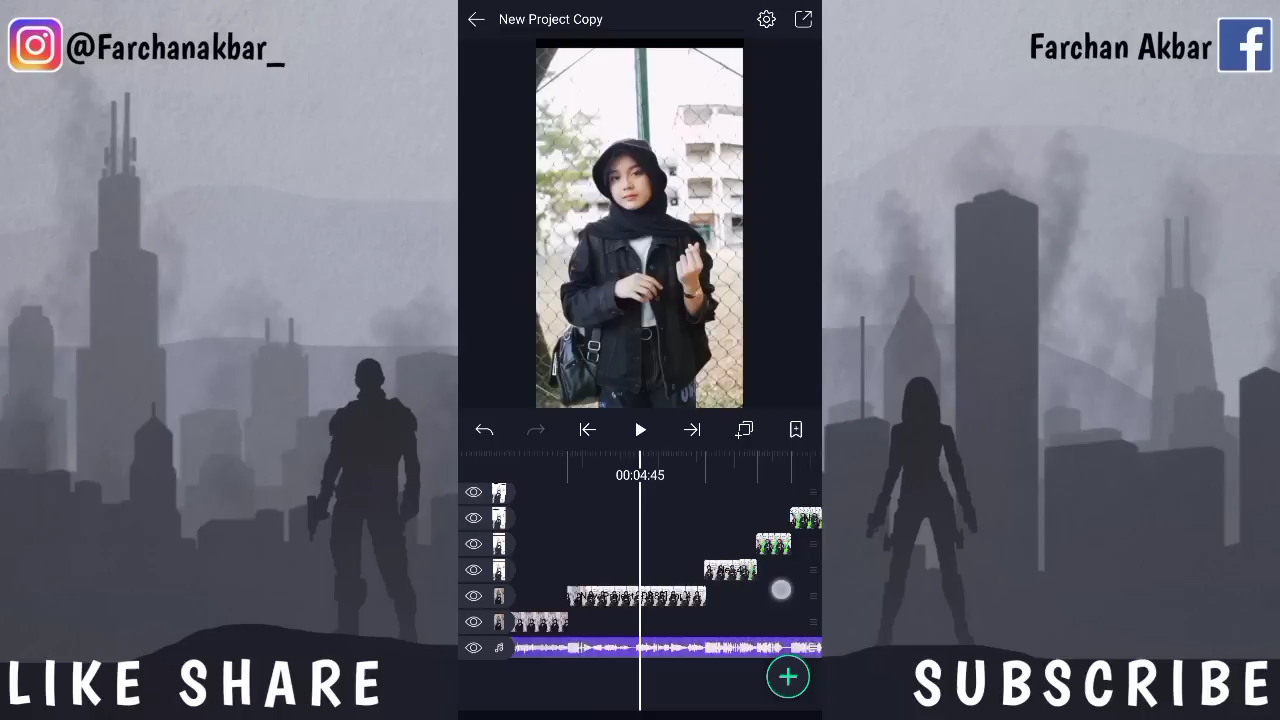 @Farchanakbar_
New Project Copy
Farchan Akbar
00:04:45
LIKE SHARE
SUBSCRIBE